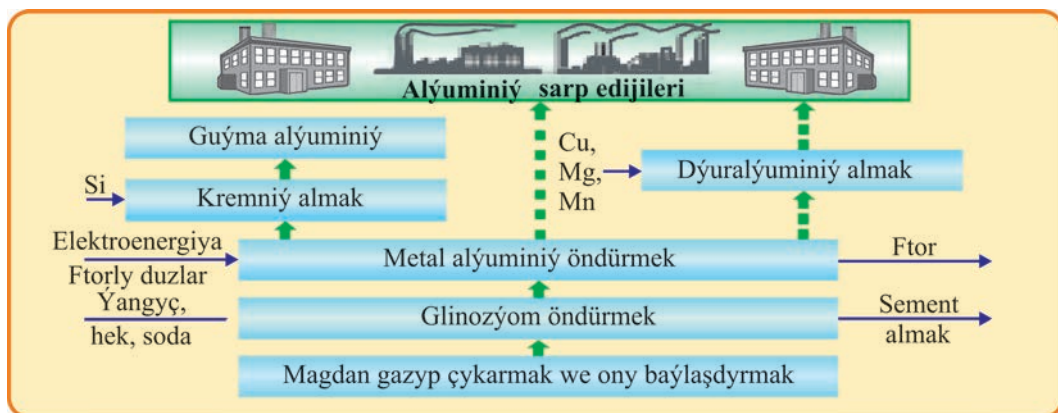 Alýuminiý sarp edijileri
Guýma alýuminiý
Cu,
Mg,
Mn
Dýuralýuminiý almak
Si
Kremniý almak
Elektroenergiya
Ftorly duzlar
Metal alýuminiý öndürmek
Ftor
Ýangyç,
hek, soda
Glinozýom öndürmek
Sement
almak
Magdan gazyp çykarmak we ony baýlaşdyrmak